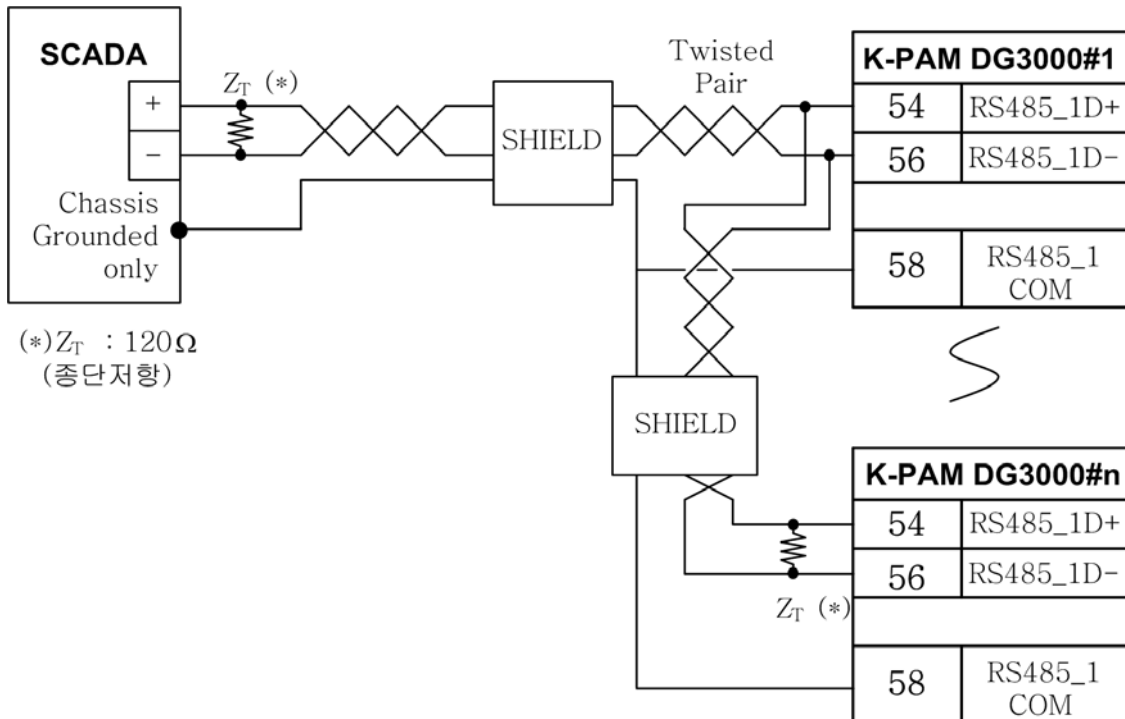 SCADA
+
−
Z_T (*)
Chassis
Grounded
only
(*)Z_T : 120Ω
(종단저항)
SHIELD
Twisted
Pair
K-PAM DG3000#1
54 RS485_1D+
56 RS485_1D-
58 RS485_1
COM
SHIELD
K-PAM DG3000#n
54 RS485_1D+
56 RS485_1D-
Z_T (*)
58 RS485_1
COM